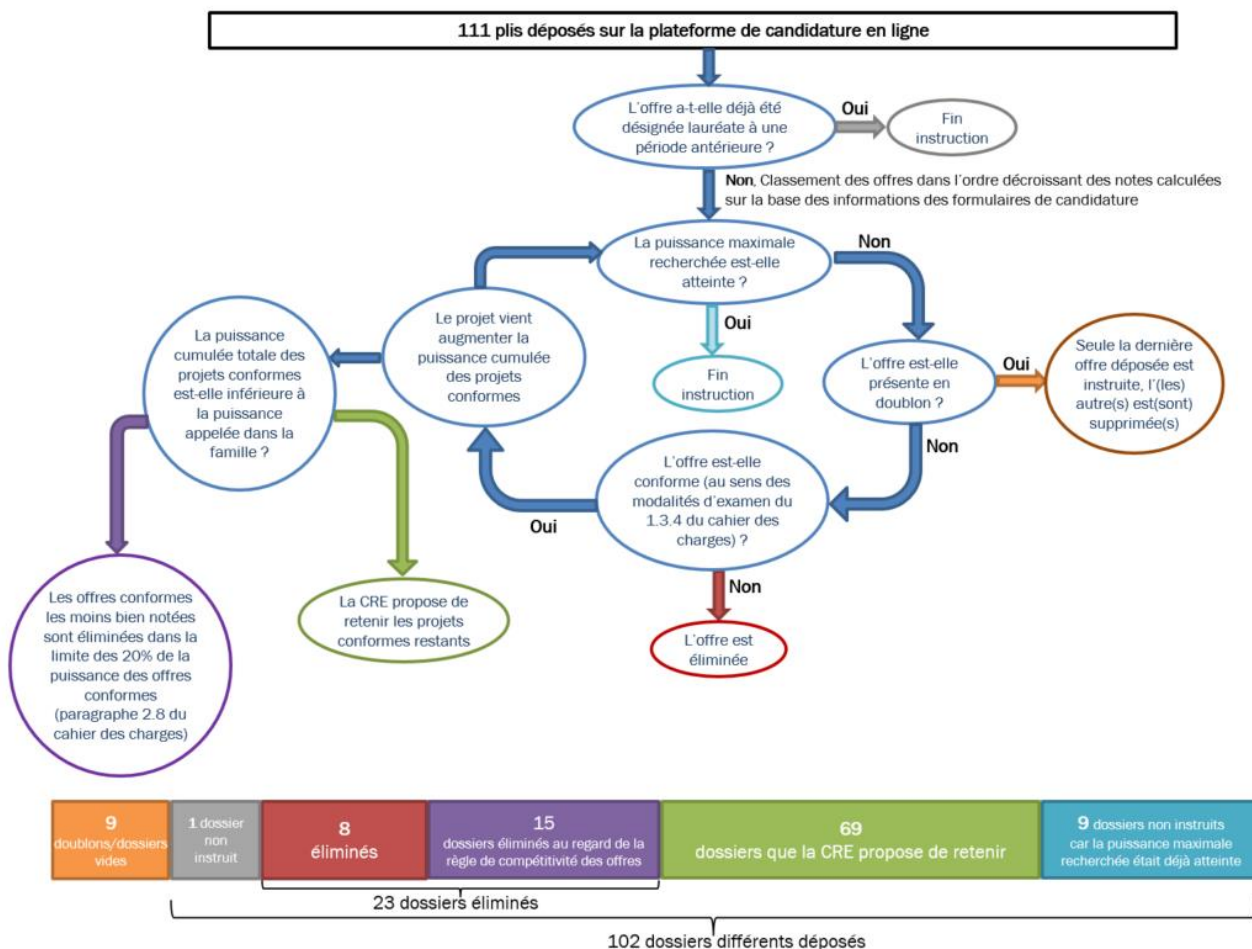 111 plis déposés sur la plateforme de candidature en ligne
L'offre a-t-elle déjà été
désignée lauréate à une
période antérieure ?
Oui
Fin
instruction
Non, Classement des offres dans l'ordre décroissant des notes calculées
sur la base des informations des formulaires de candidature
La puissance maximale
recherchée est-elle
atteinte ?
Non
Oui
Fin
instruction
L'offre est-elle
présente en
doublon ?
Oui
Seule la dernière
offre déposée est
instruite, l'(les)
autre(s) est(sont)
supprimée(s)
Non
L'offre est-elle
conforme (au sens des
modalités d'examen du
1.3.4 du cahier des
charges) ?
Oui
Non
L'offre est
éliminée
Le projet vient
augmenter la
puissance cumulée
des projets
conformes
La puissance
cumulée totale des
projets conformes
est-elle inférieure à
la puissance
appelée dans la
famille ?
Les offres conformes
les moins bien notées
sont éliminées dans la
limite des 20% de la
puissance des offres
conformes
(paragraphe 2.8 du
cahier des charges)
La CRE propose de
retenir les projets
conformes restants
9
doublons/dossiers
vides
1 dossier
non
instruit
8
éliminés
15
dossiers éliminés au regard de la
règle de compétitivité des offres
69
dossiers que la CRE propose de retenir
9 dossiers non instruits
car la puissance maximale
recherchée était déjà atteinte
23 dossiers éliminés
102 dossiers différents déposés